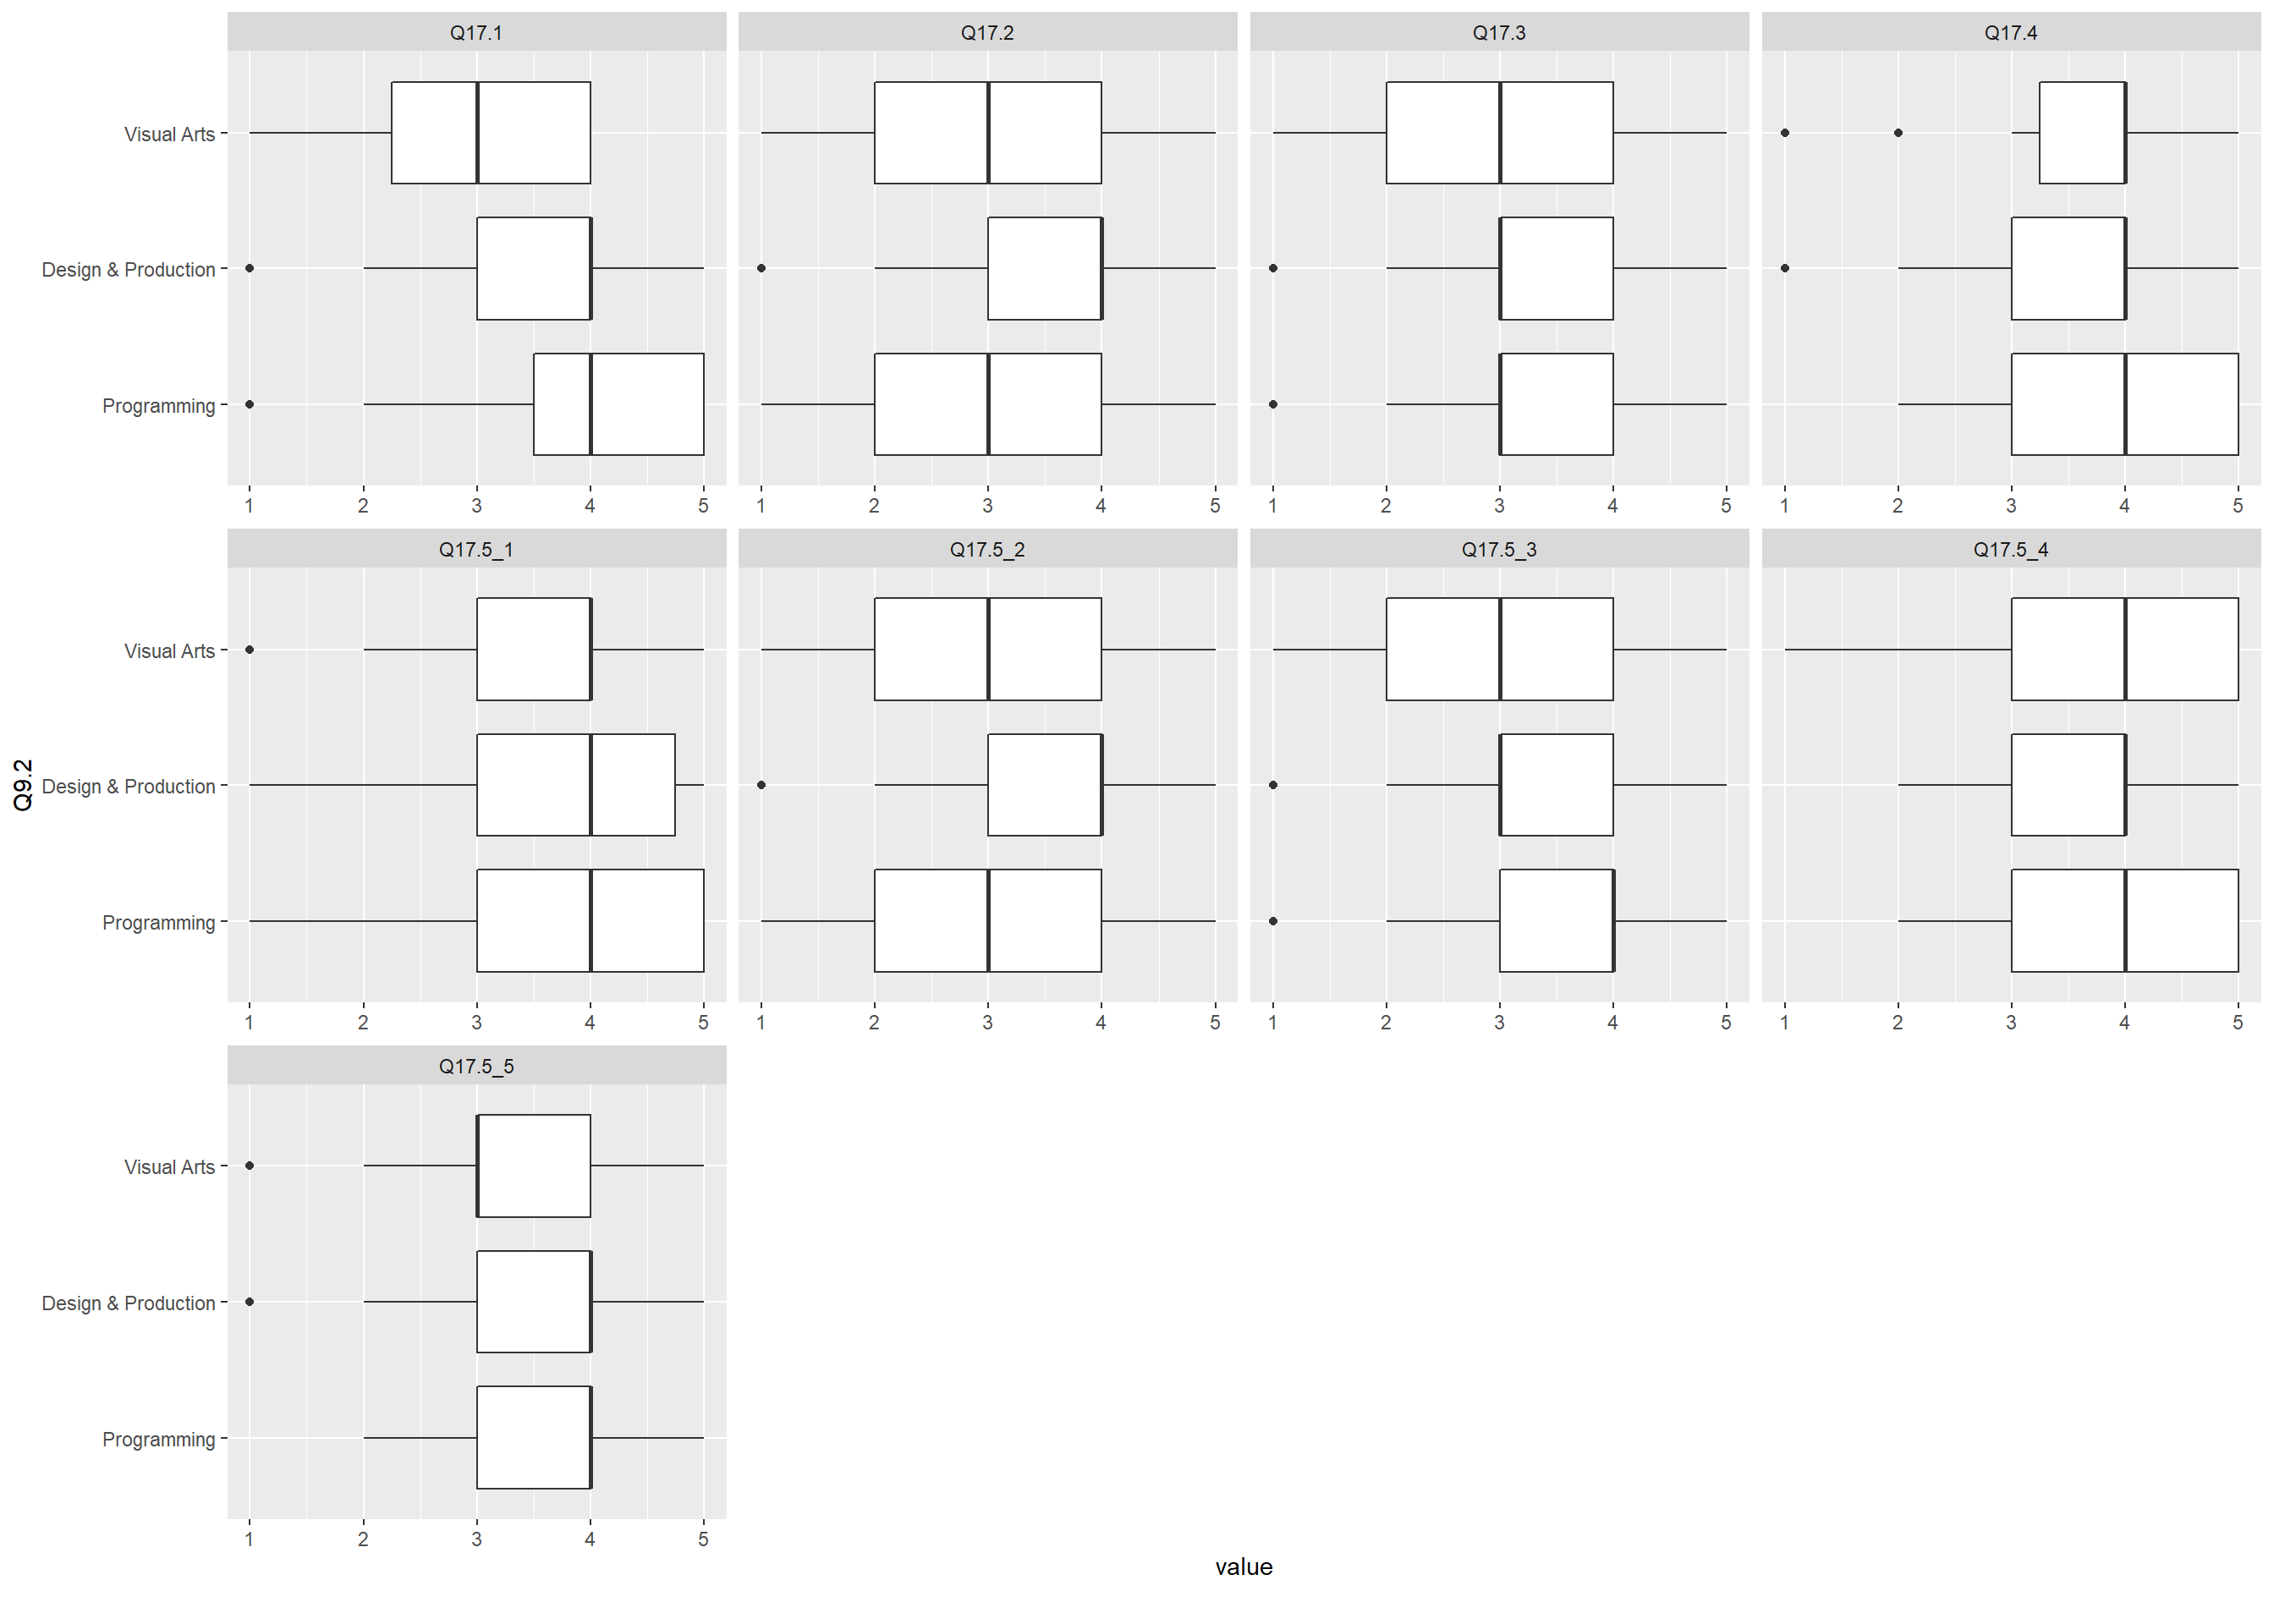 Q17.1 Q17.2 Q17.3 Q17.4
Visual Arts
Design & Production
Programming
1 2 3 4 5 1 2 3 4 5 1 2 3 4 5 1 2 3 4 5
Q17.5_1 Q17.5_2 Q17.5_3 Q17.5_4
Visual Arts
Q9.2
Design & Production
Programming
1 2 3 4 5 1 2 3 4 5 1 2 3 4 5 1 2 3 4 5
Q17.5_5
Visual Arts
Design & Production
Programming
1 2 3 4 5
value